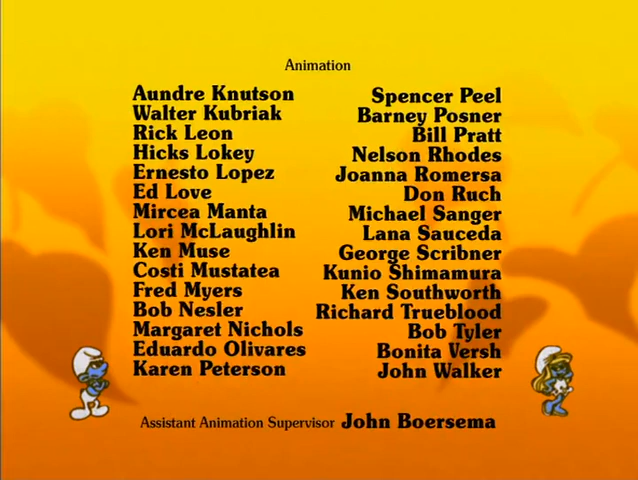 Animation
Aundre Knutson
Walter Kubriak
Rick Leon
Hicks Lokey
Ernesto Lopez
Ed Love
Mircea Manta
Lori McLaughlin
Ken Muse
Costi Mustatea
Fred Myers
Bob Nesler
Margaret Nichols
Eduardo Olivares
Karen Peterson
Spencer Peel
Barney Posner
Bill Pratt
Nelson Rhodes
Joanna Romersa
Don Ruch
Michael Sanger
Lana Sauceda
George Scribner
Kunio Shimamura
Ken Southworth
Richard Trueblood
Bob Tyler
Bonita Versh
John Walker
Assistant Animation Supervisor John Boersema